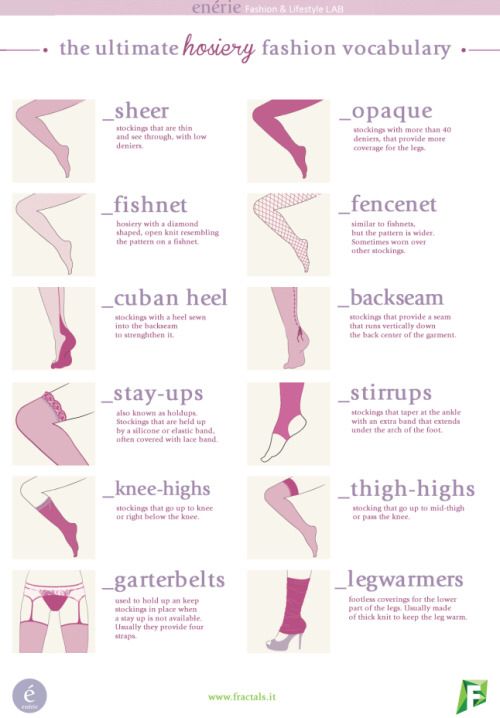 enérie Fashion & Lifestyle LAB
the ultimate hosiery fashion vocabulary
_sheer
stockings that are thin
and see through, with low
deniers.
_opaque
stockings with more than 40
deniers, that provide more
coverage for the legs.
_fishnet
hosiery with a diamond
shaped, open knit resembling
the pattern on a fishnet.
_fencenet
similar to fishnets,
but the pattern is wider.
Sometimes worn over
other stockings.
_cuban heel
stockings with a heel sewn
into the backseam
to strenghten it.
_backseam
stockings that provide a seam
that runs vertically down
the back center of the garment.
_stay-ups
also known as holdups.
Stockings that are held up
by a silicone or elastic band,
often covered with lace band.
_stirrups
stockings that taper at the ankle
with an extra band that extends
under the arch of the foot.
_knee-highs
stockings that go up to knee
or right below the knee.
_thigh-highs
stocking that go up to mid-thigh
or pass the knee.
_garterbelts
used to hold up an keep
stockings in place when
a stay up is not available.
Usually they provide four
straps.
_legwarmers
footless coverings for the lower
part of the legs. Usually made
of thick knit to keep the leg warm.
é
enérie
www.fractals.it
F